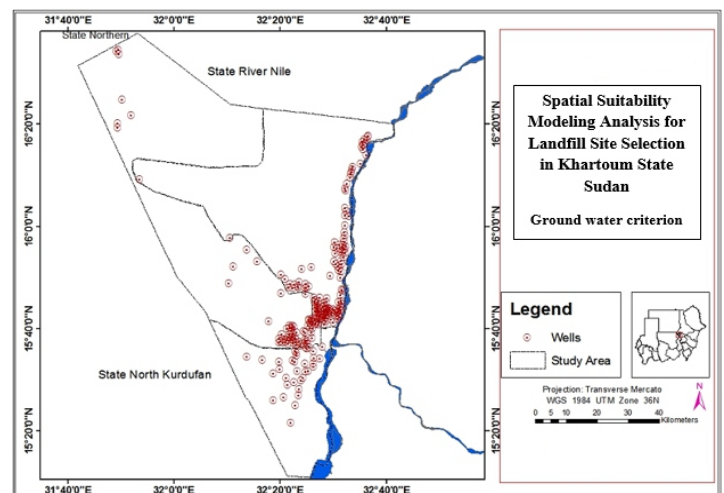 31°40'0"E 32°0'0"E 32°20'0"E 32°40'0"E
State Northern
State River Nile
16°20'0"N 16°20'0"N
16°0'0"N 16°0'0"N
15°40'0"N 15°40'0"N
15°20'0"N 15°20'0"N
State North Kurdufan
31°40'0"E 32°0'0"E 32°20'0"E 32°40'0"E
Spatial Suitability
Modeling Analysis for
Landfill Site Selection
in Khartoum State
Sudan
Ground water criterion
Legend
Wells
Study Area
Projection: Transverse Mercato
WGS 1984 UTM Zone 36N
N
0 5 10 20 30 40
Kilometers